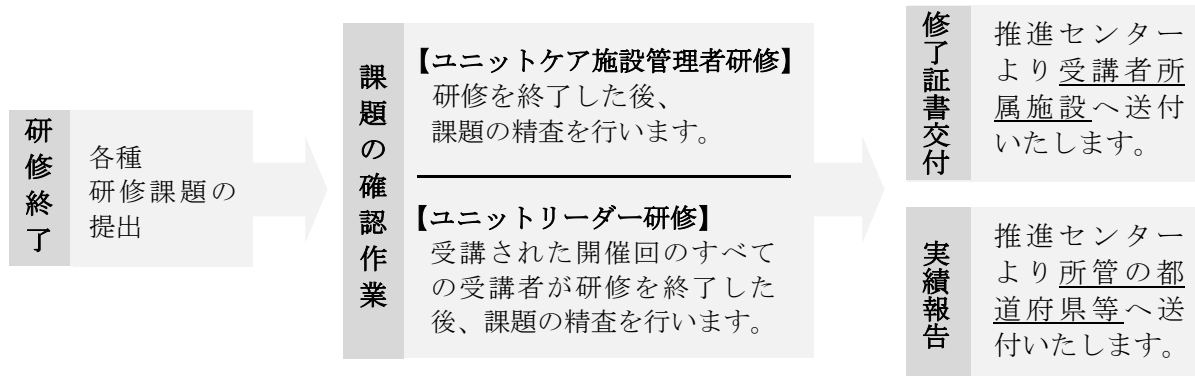 研修終了
各種
研修課題の
提出
課題の確認作業
【ユニットケア施設管理者研修】
研修を終了した後、
課題の精査を行います。
【ユニットリーダー研修】
受講された開催回のすべて
の受講者が研修を終了した
後、課題の精査を行います。
修了証書交付
推進センター
より受講者所
属施設へ送付
いたします。
実績報告
推進センター
より所管の都
道府県等へ送
付いたします。